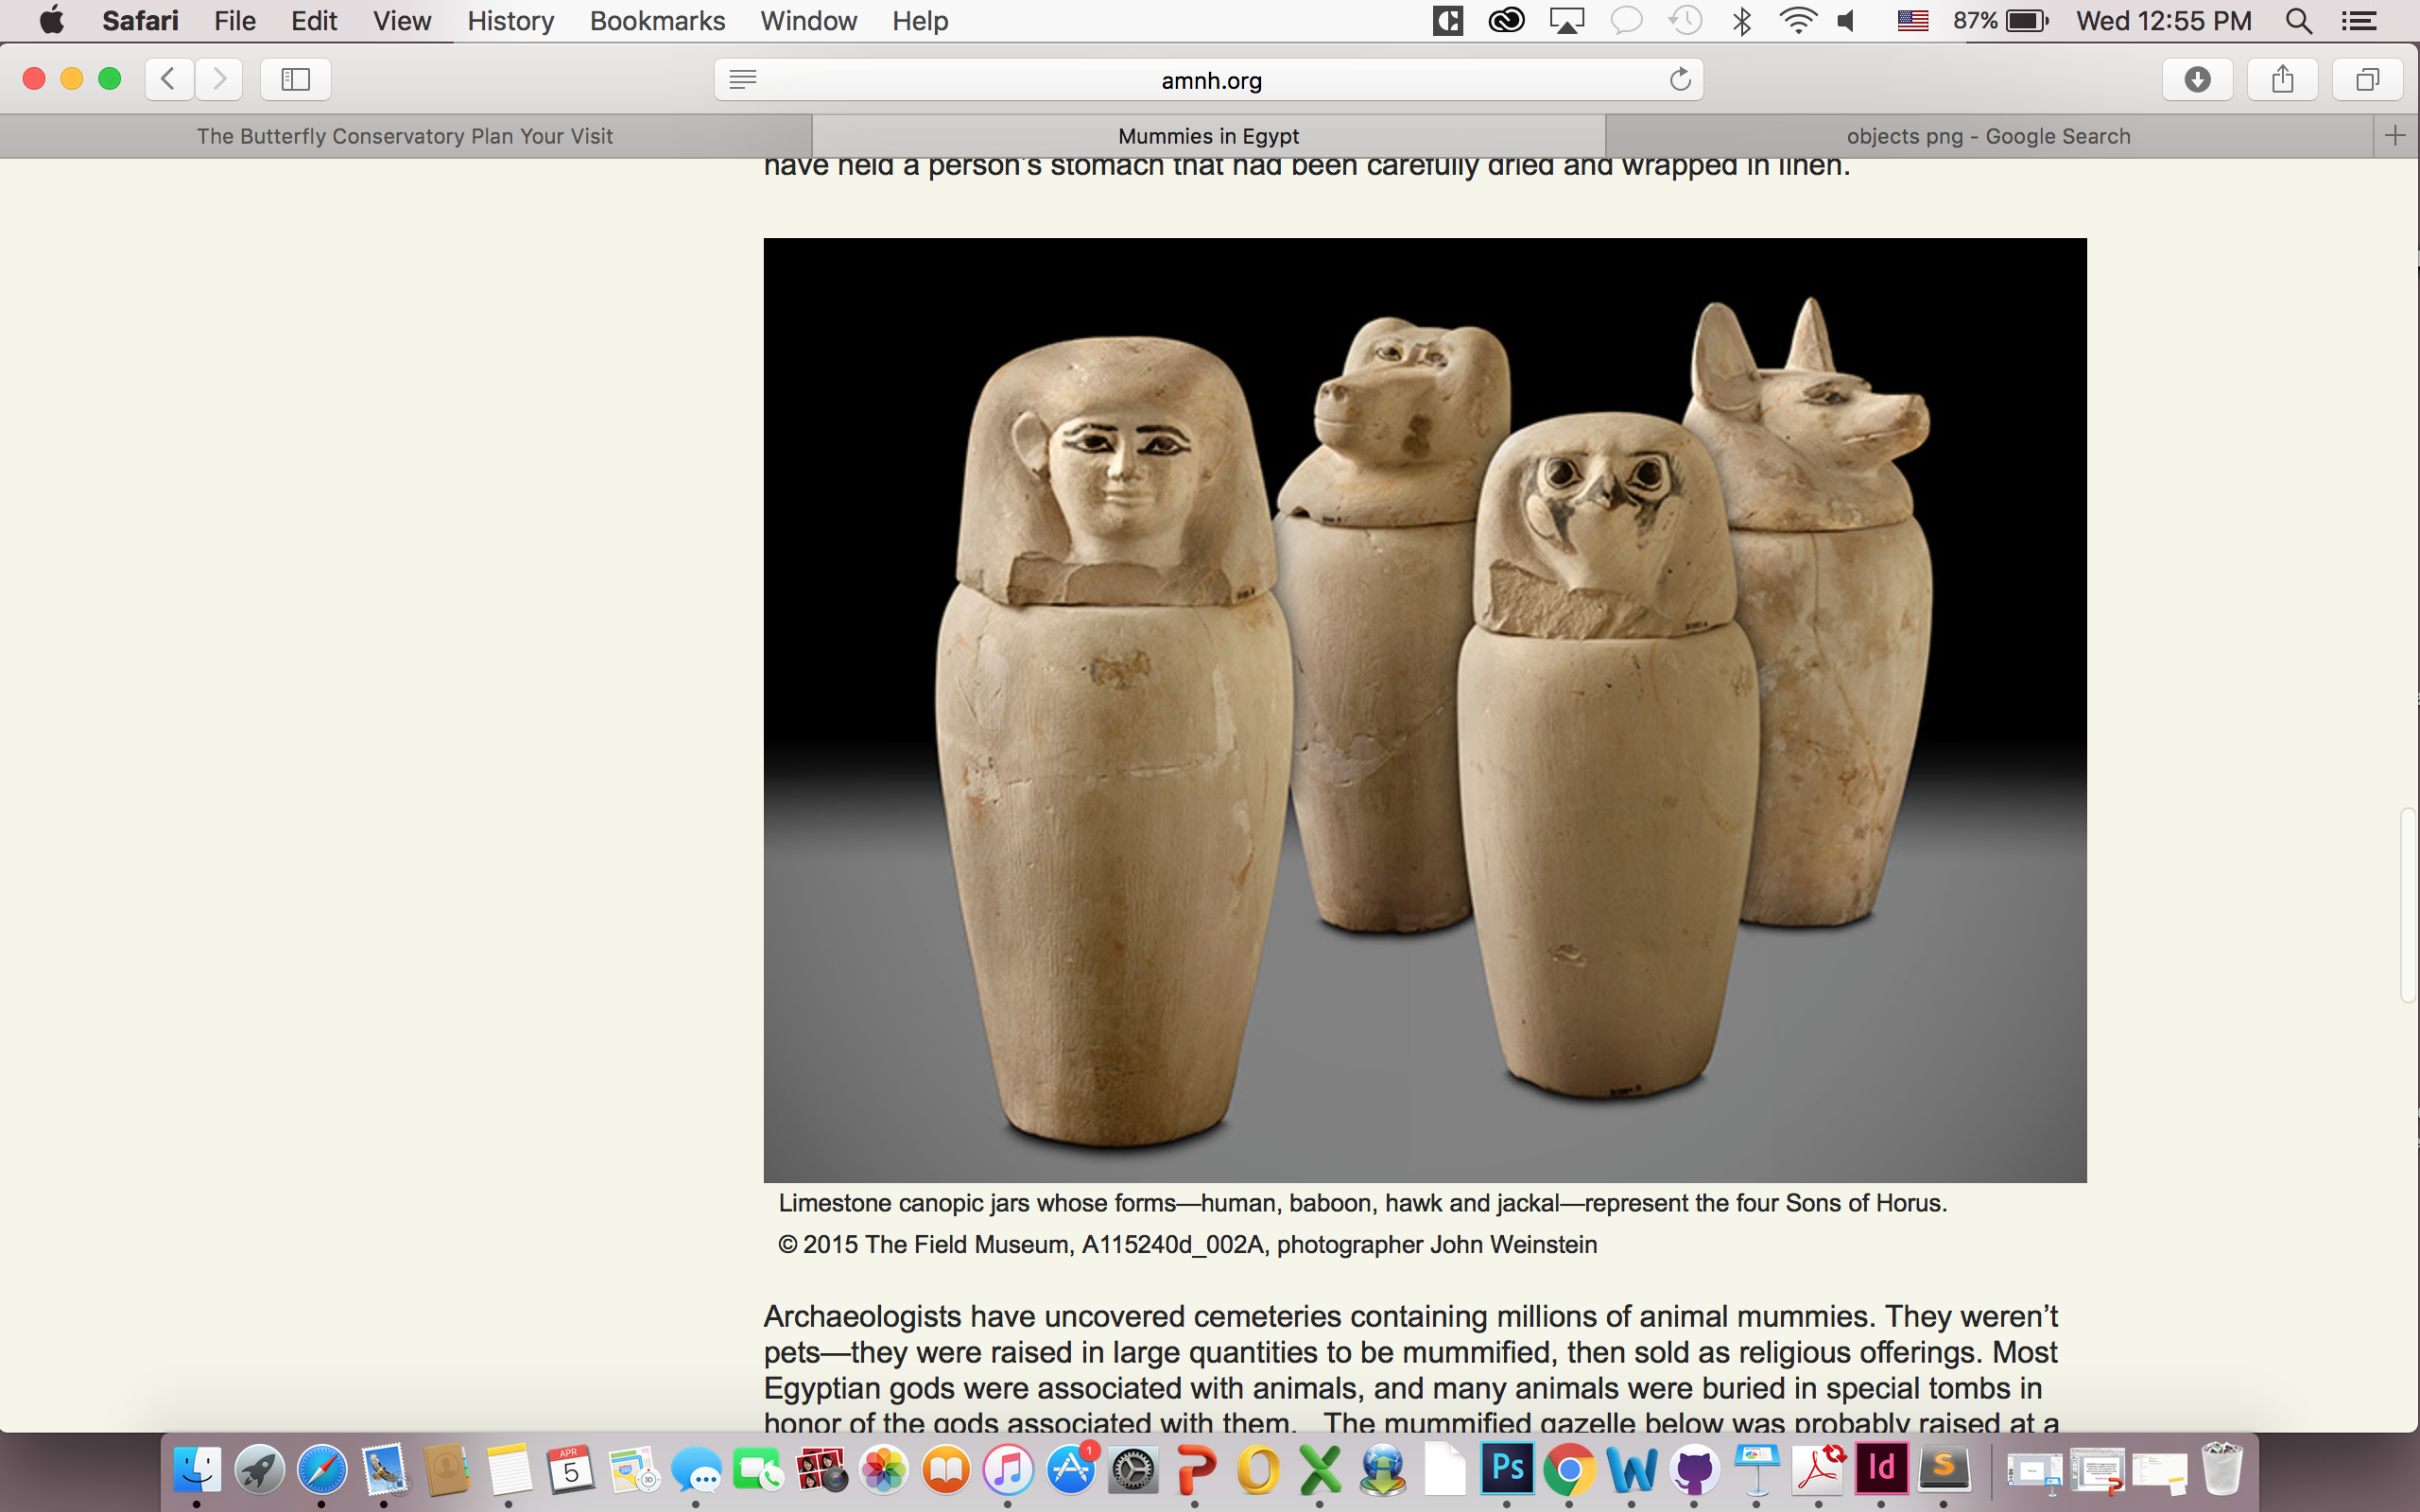 Safari File Edit View History Bookmarks Window Help 87% Wed 12:55 PM
amnh.org
The Butterfly Conservatory Plan Your Visit Mummies in Egypt objects png - Google Search
have held a person's stomach that had been carefully dried and wrapped in linen.
Limestone canopic jars whose forms—human, baboon, hawk and jackal—represent the four Sons of Horus.
© 2015 The Field Museum, A115240d_002A, photographer John Weinstein
Archaeologists have uncovered cemeteries containing millions of animal mummies. They weren't
pets—they were raised in large quantities to be mummified, then sold as religious offerings. Most
Egyptian gods were associated with animals, and many animals were buried in special tombs in
honor of the gods associated with them. The mummified gazelle below was probably raised at a
APR
5
3D
1
Ps
Id
S